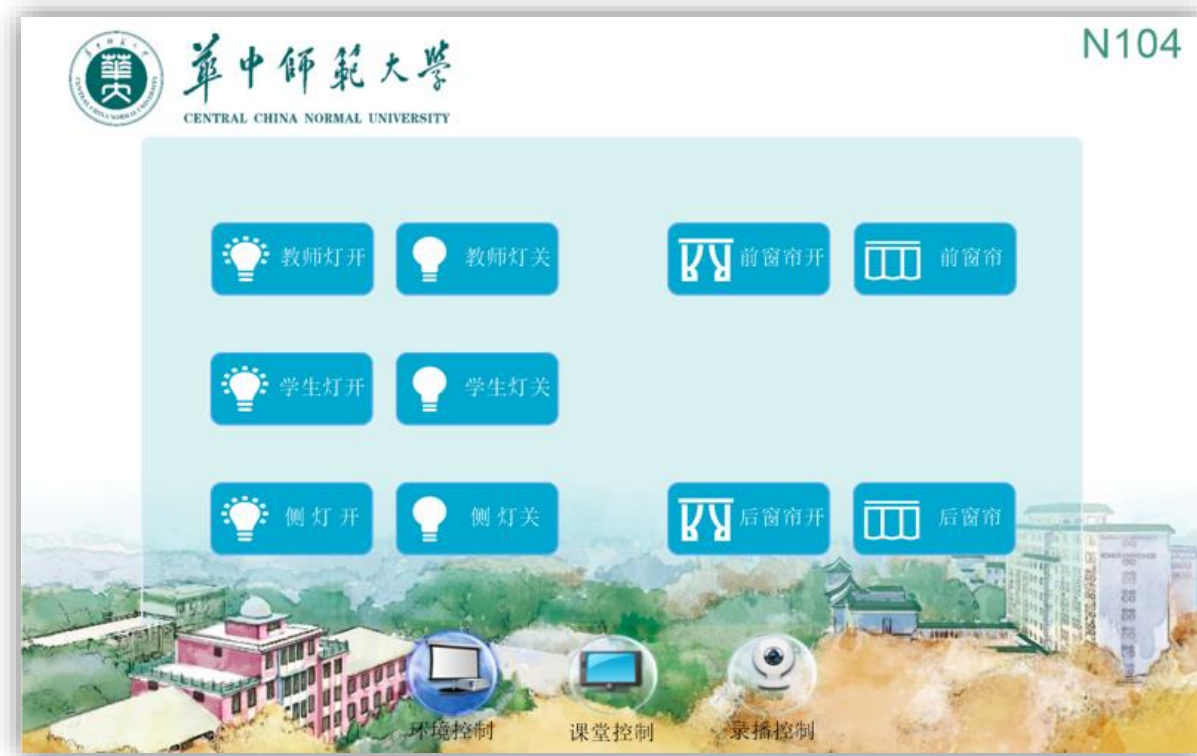 N104
華中師範大學
CENTRAL CHINA NORMAL UNIVERSITY
教师灯开 教师灯关 前窗帘开 前窗帘
学生灯开 学生灯关
侧灯开 侧灯关 后窗帘开 后窗帘
环境控制 课堂控制 录播控制